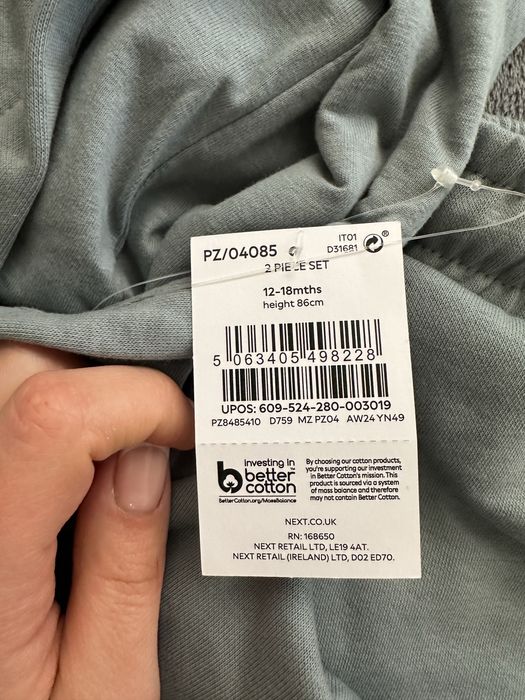 PZ/04085
IT01
D31681
®
2 PIECE SET
12-18mths
height 86cm
5 063405 498228
UPOS: 609-524-280-003019
PZ8485410 D759 MZ PZ04 AW24 YN49
investing in
better
cotton
BetterCotton.org/MassBalance
By choosing our cotton products,
you're supporting our investment
in Better Cotton's mission. This
product is sourced via a system
of mass balance and therefore
may not contain Better Cotton.
NEXT.CO.UK
RN: 168650
NEXT RETAIL LTD, LE19 4AT.
NEXT RETAIL (IRELAND) LTD, D02 ED70.